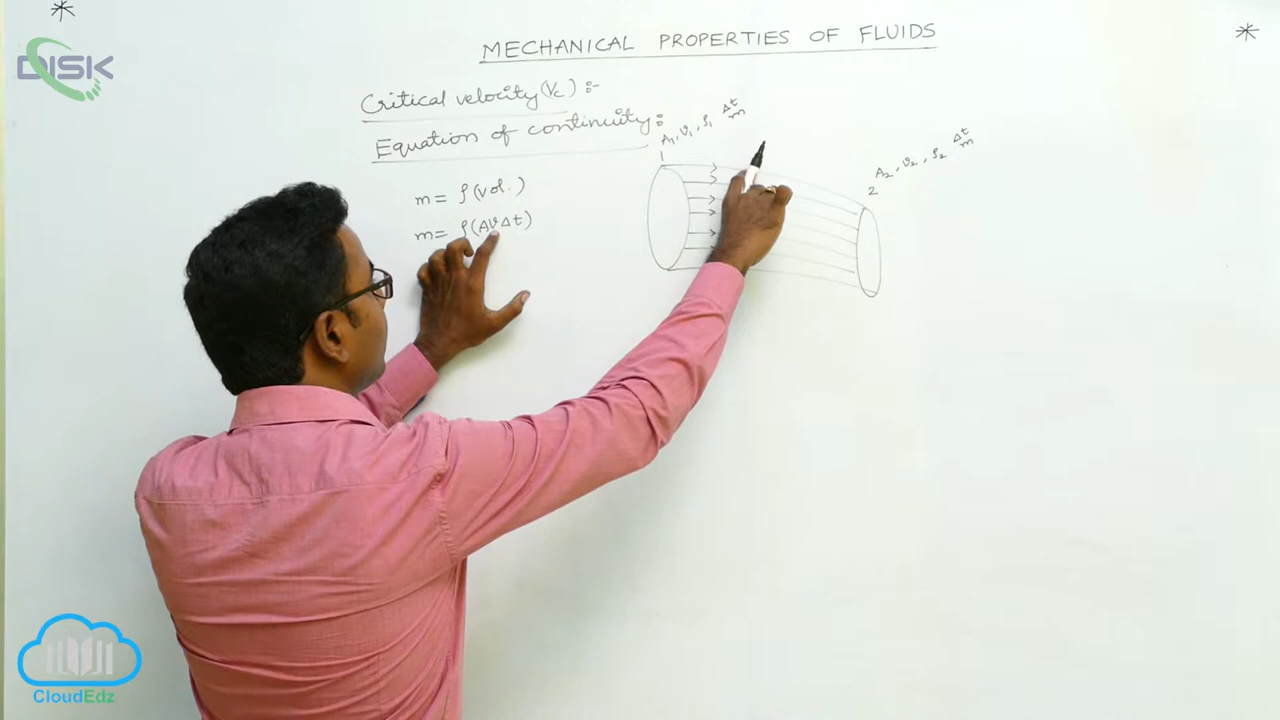 MECHANICAL PROPERTIES OF FLUIDS
DISK
Critical velocity (Vc) :-
Equation of continuity :-
A1, v1, ρ1 Δt
m
1
A2, v2, ρ2 Δt
m
2
m = ρ(vol.)
m = ρ(AvΔt)
CloudEdz